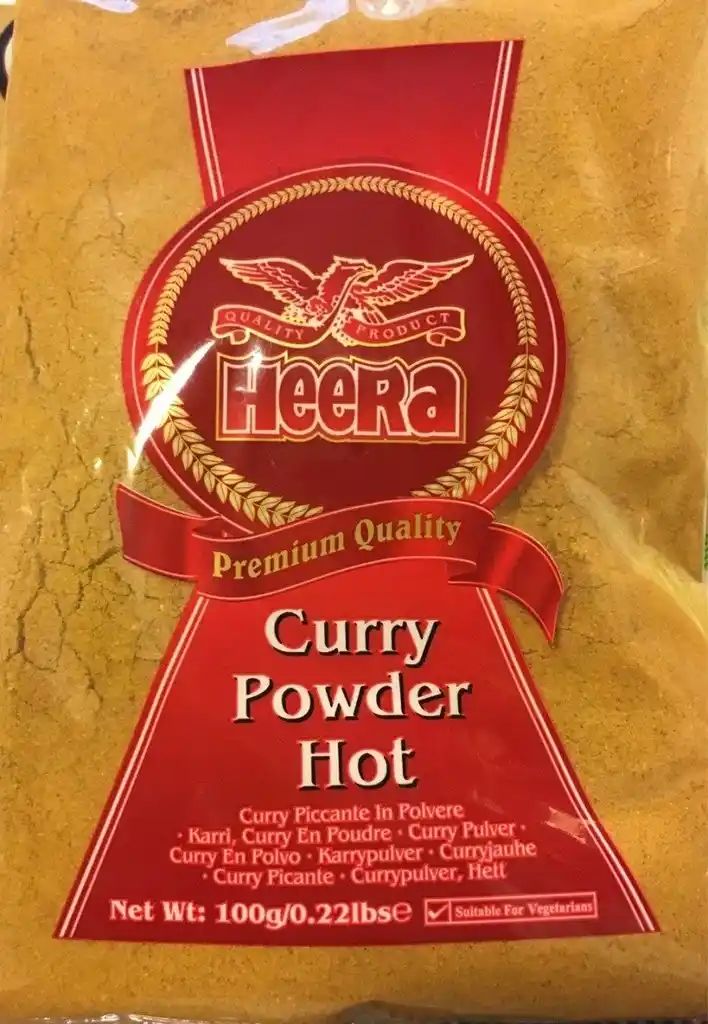 QUALITY PRODUCT
HEERA
Premium Quality
Curry
Powder
Hot
Curry Piccante In Polvere
· Karri, Curry En Poudre · Curry Pulver ·
Curry En Polvo · Karrypulver · Curryjauhe
· Curry Picante · Currypulver, Hett
Net Wt: 100g/0.22lbs℮ Suitable For Vegetarians